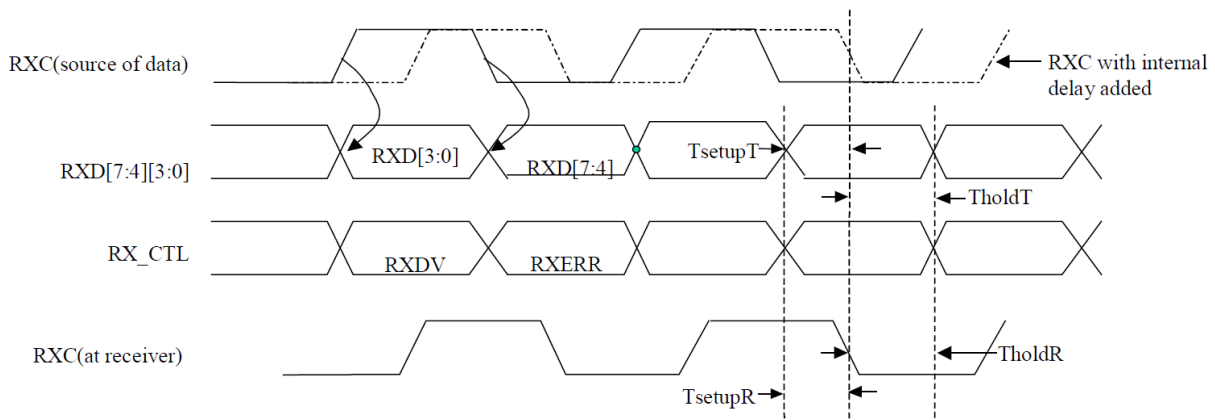 RXC(source of data)
RXC with internal
delay added
RXD[7:4][3:0]
RXD[3:0]
RXD[7:4]
TsetupT
TholdT
RX_CTL
RXDV
RXERR
RXC(at receiver)
TholdR
TsetupR